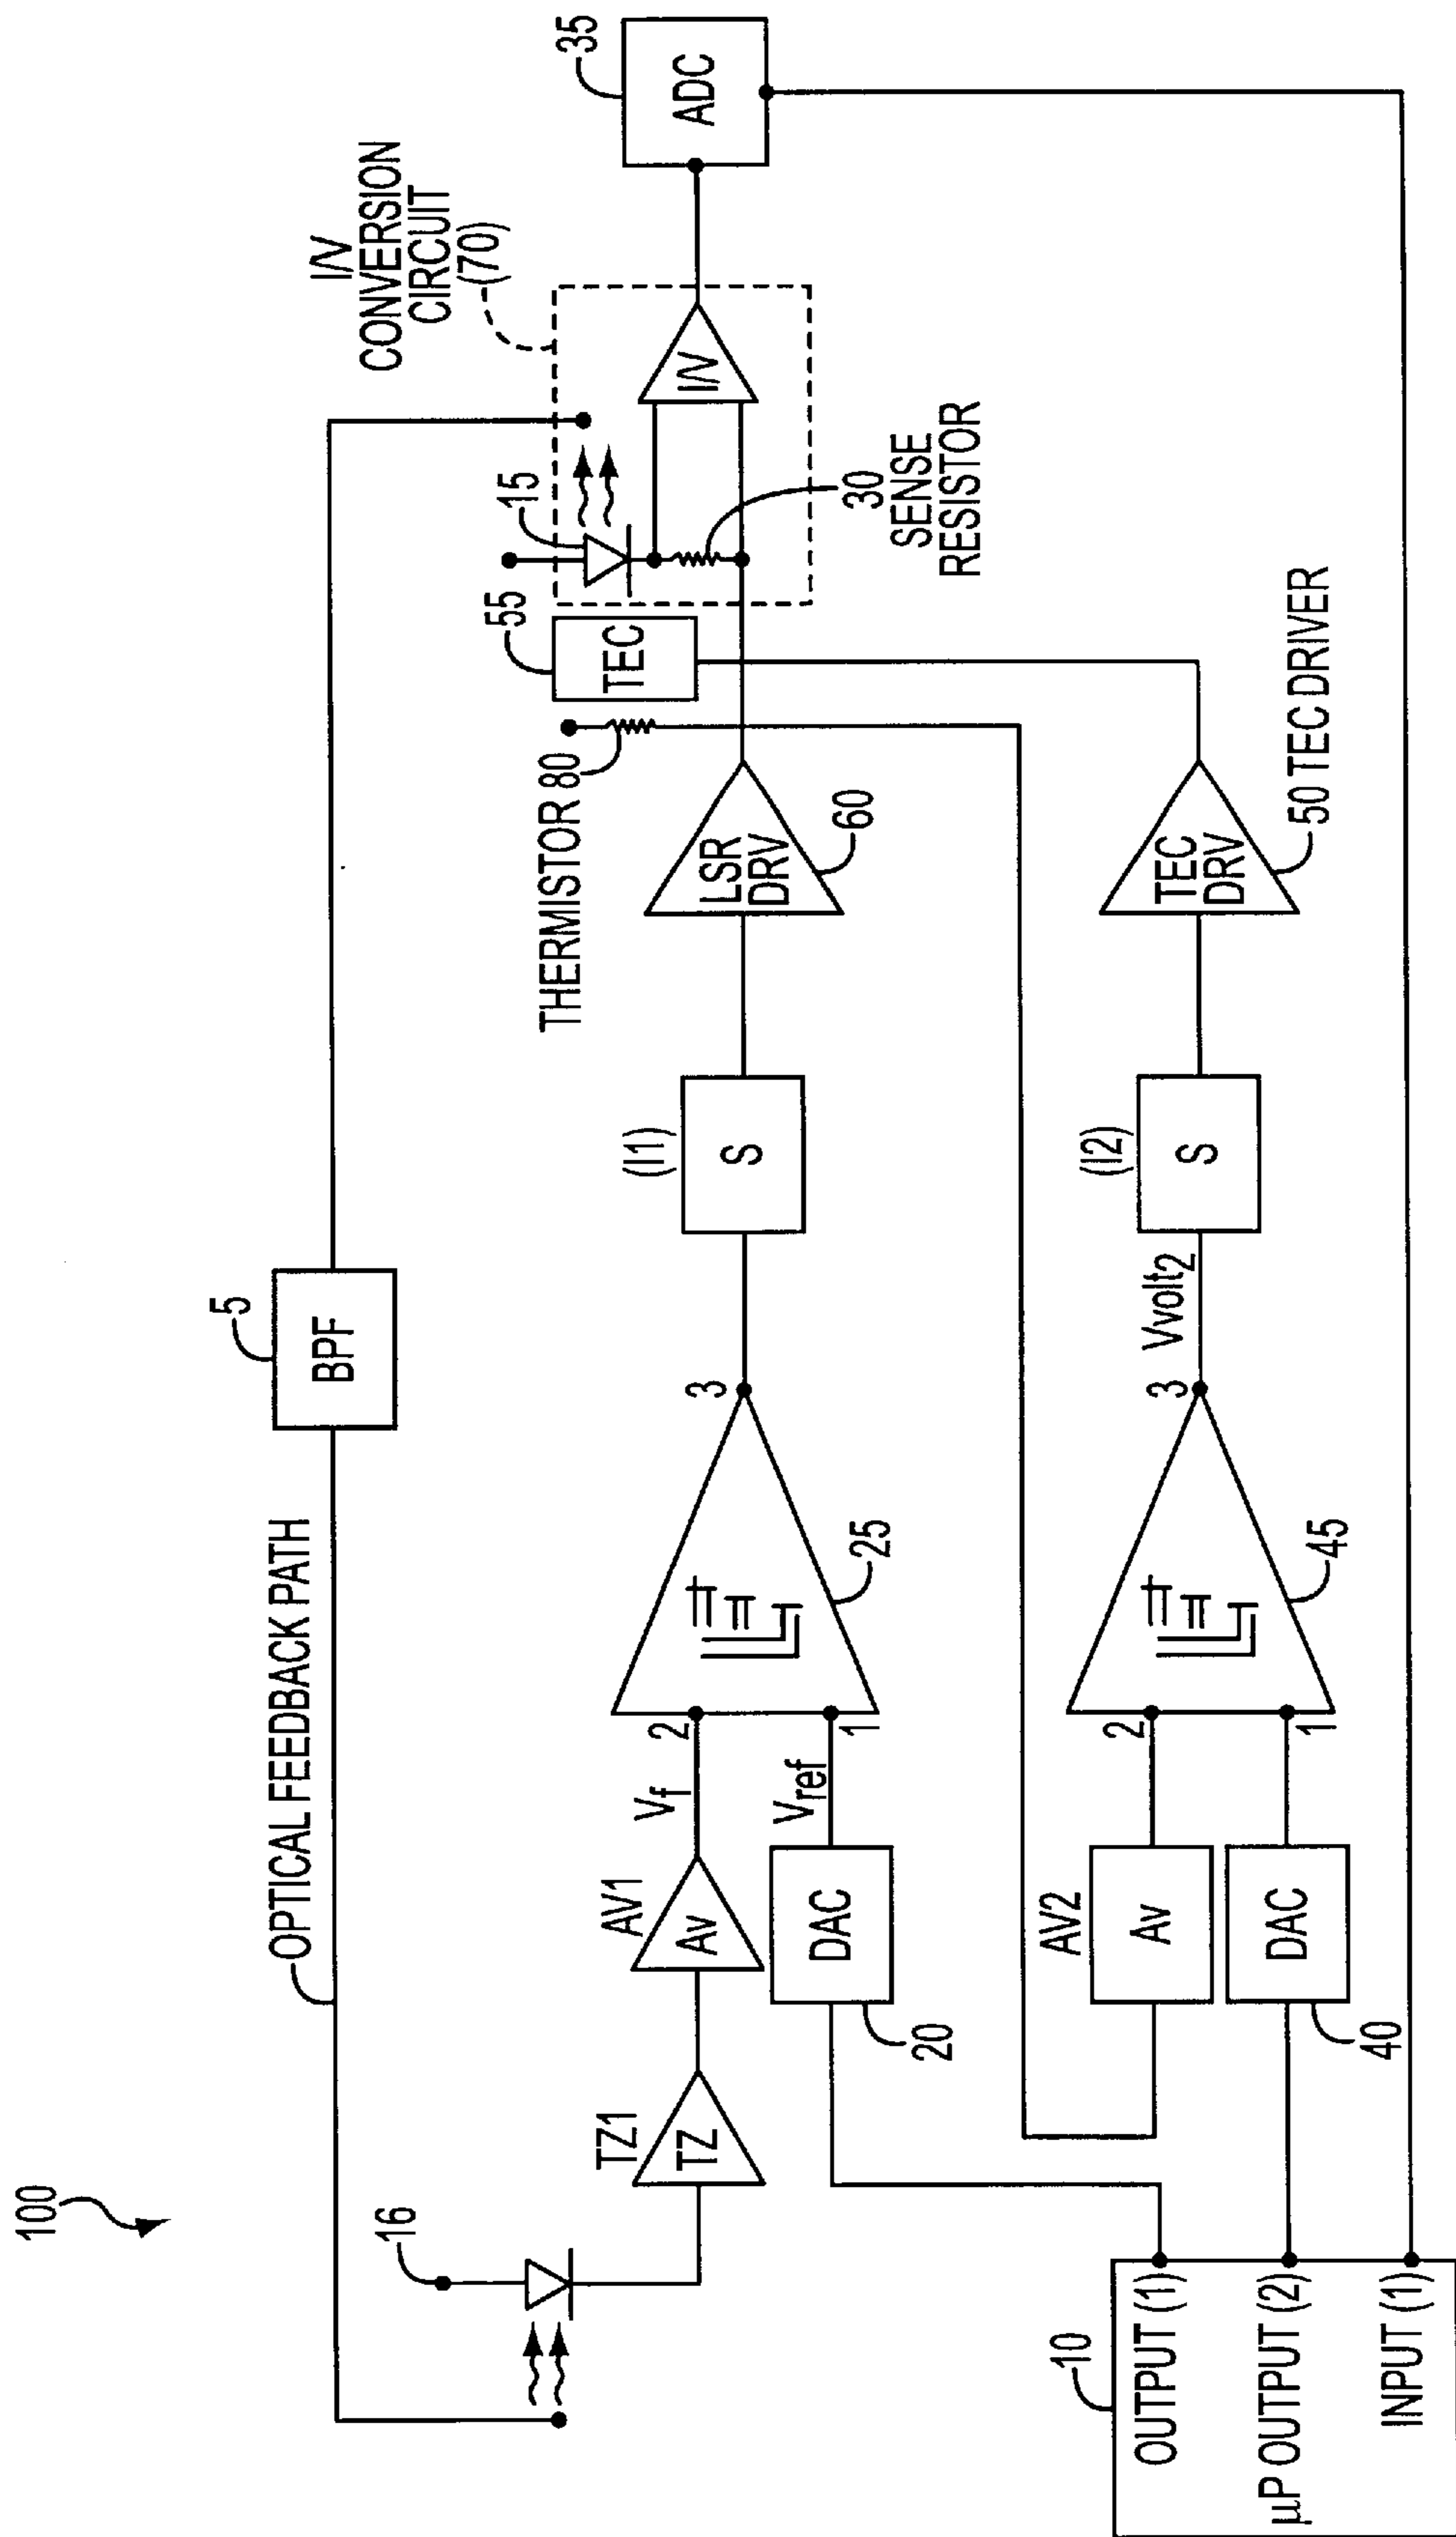 100
OPTICAL FEEDBACK PATH
5
BPF
I/V
CONVERSION
CIRCUIT
(70)
16
TZ1
TZ
AV1
Av
Vf
2
Vref
1
DAC
20
25
3
(I1)
S
THERMISTOR 80
LSR
DRV
60
55
TEC
15
I/V
30
SENSE
RESISTOR
35
ADC
10
OUTPUT (1)
µP OUTPUT (2)
INPUT (1)
AV2
Av
DAC
40
2
1
45
3
Vvolt2
(I2)
S
TEC
DRV
50 TEC DRIVER